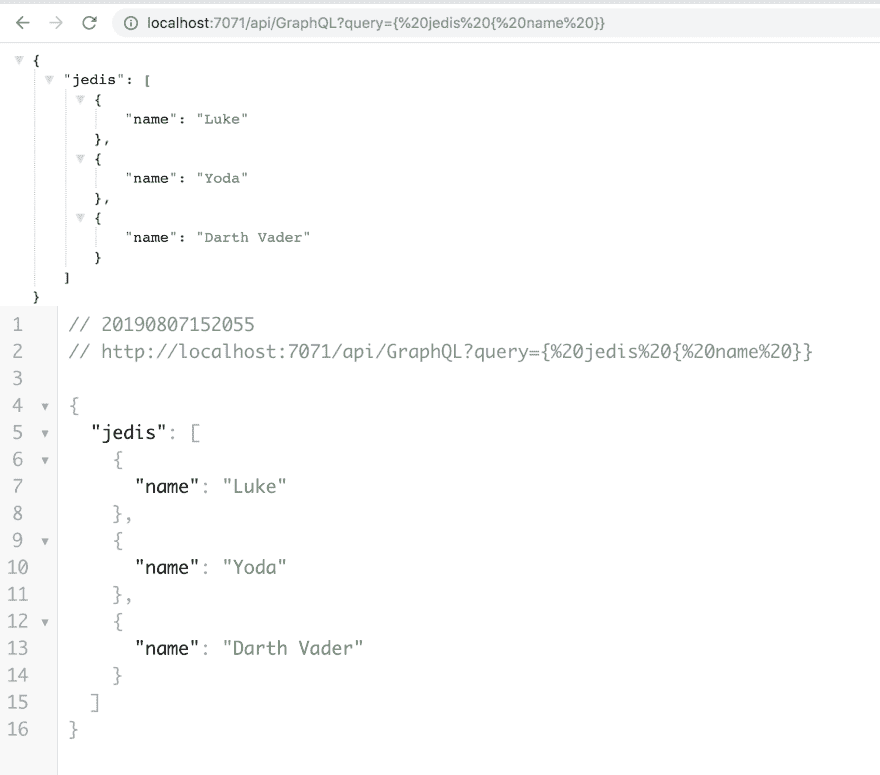 localhost:7071/api/GraphQL?query={%20jedis%20{%20name%20}}
{
"jedis": [
{
"name": "Luke"
},
{
"name": "Yoda"
},
{
"name": "Darth Vader"
}
]
}
1 // 20190807152055
2 // http://localhost:7071/api/GraphQL?query={%20jedis%20{%20name%20}}
3
4 {
5 "jedis": [
6 {
7 "name": "Luke"
8 },
9 {
10 "name": "Yoda"
11 },
12 {
13 "name": "Darth Vader"
14 }
15 ]
16 }